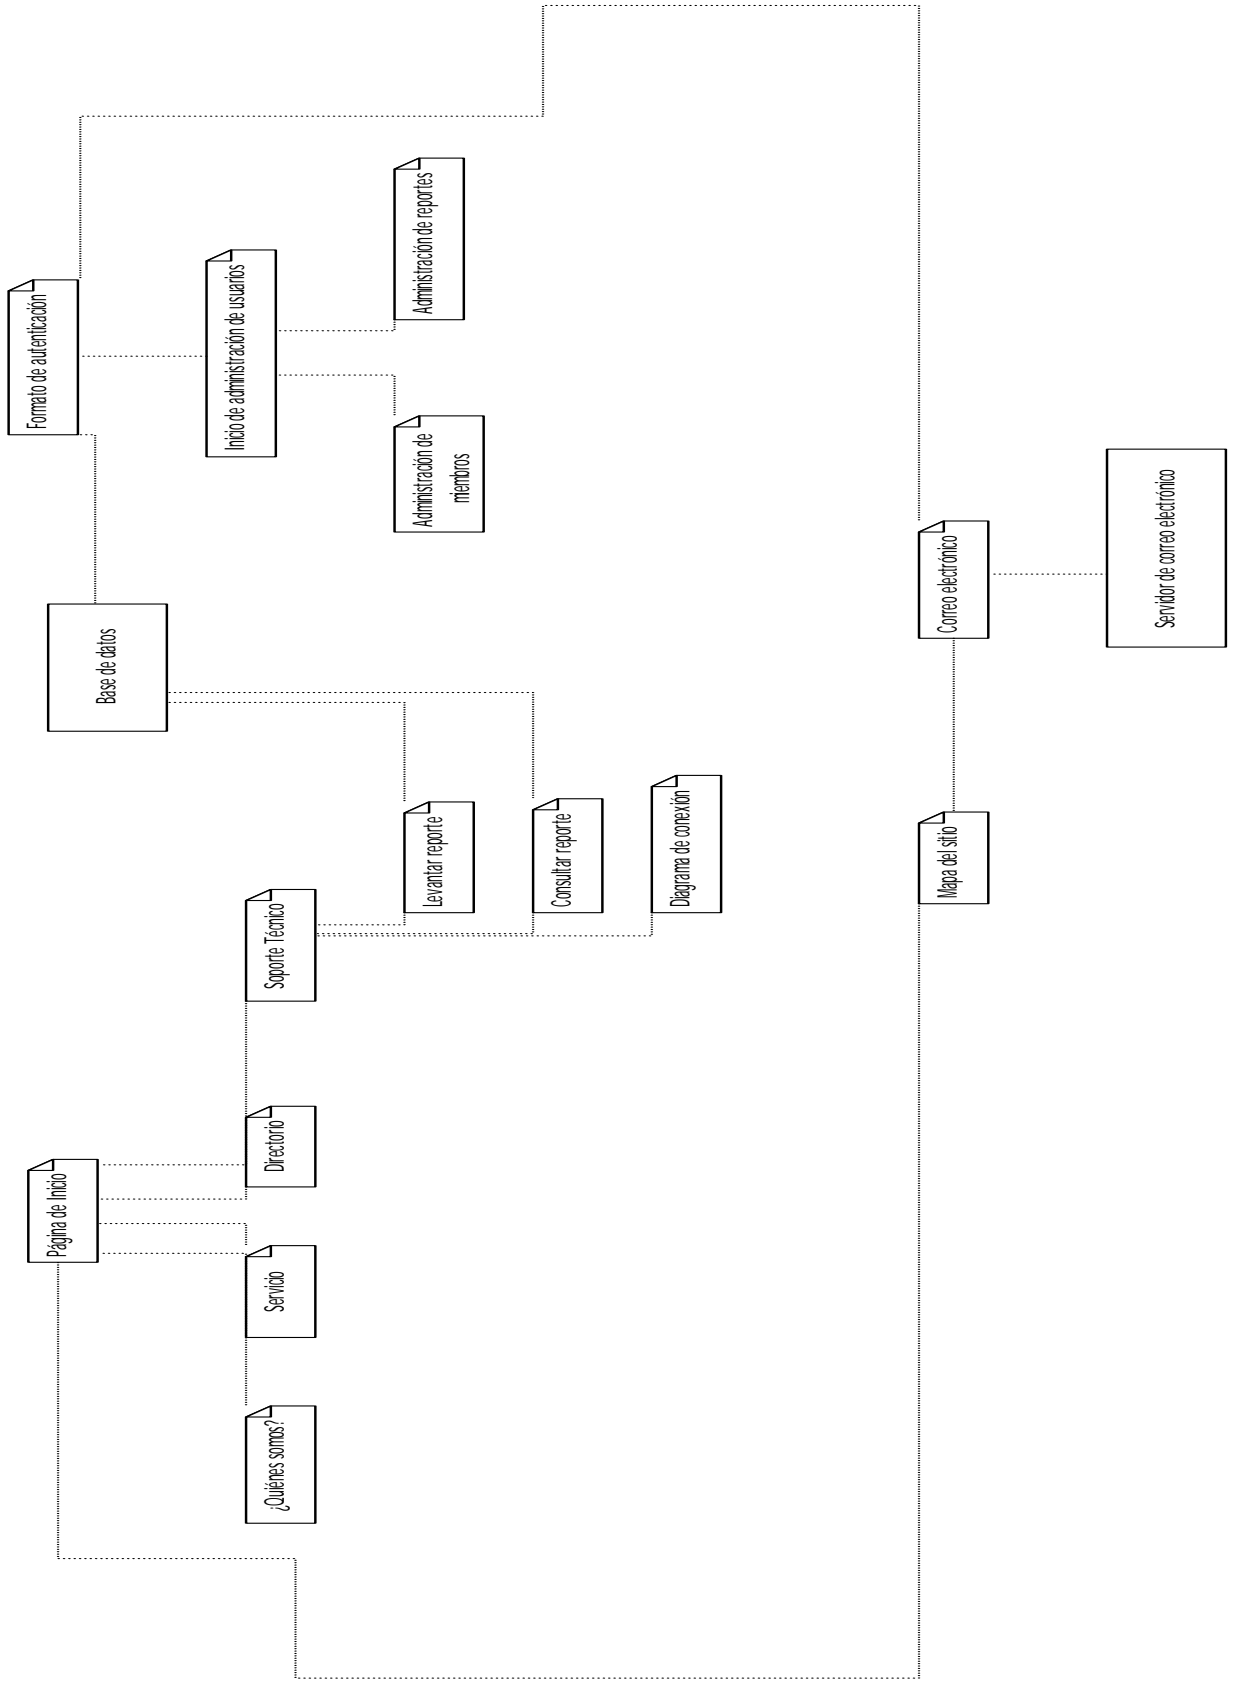 Página de Inicio
Base de datos
Formato de autenticación
¿Quiénes somos?
Servicio
Directorio
Soporte Técnico
Inicio de administración de usuarios
Levantar reporte
Administración de
miembros
Administración de reportes
Consultar reporte
Diagrama de conexión
Mapa del sitio
Correo electrónico
Servidor de correo electrónico